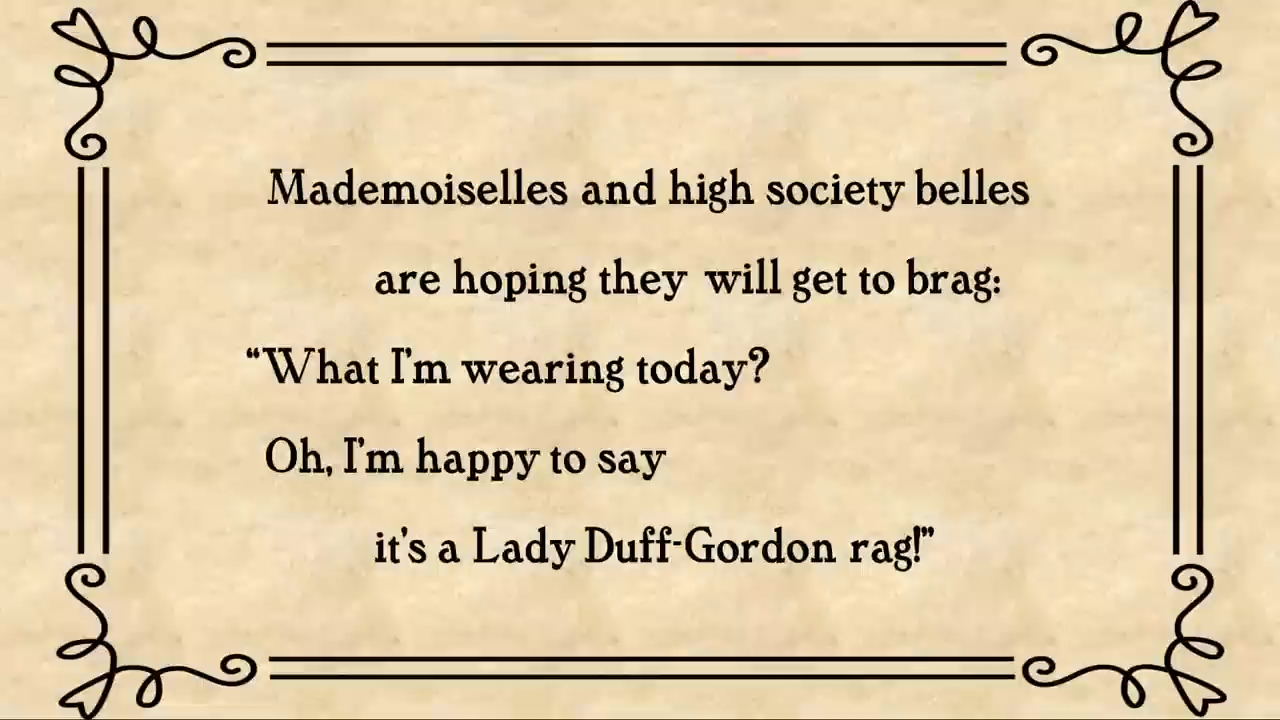 Mademoiselles and high society belles
are hoping they will get to brag:
“What I'm wearing today?
Oh, I'm happy to say
it's a Lady Duff-Gordon rag!”